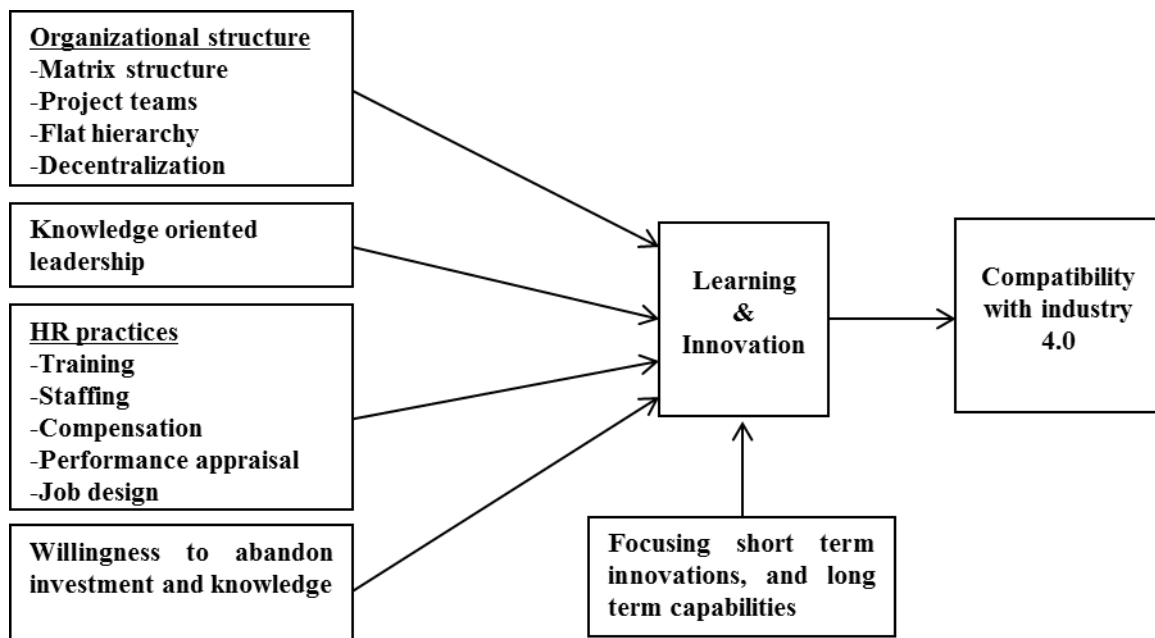 Organizational structure
-Matrix structure
-Project teams
-Flat hierarchy
-Decentralization
Knowledge oriented
leadership
HR practices
-Training
-Staffing
-Compensation
-Performance appraisal
-Job design
Willingness to abandon
investment and knowledge
Learning
&
Innovation
Compatibility
with industry
4.0
Focusing short term
innovations, and long
term capabilities